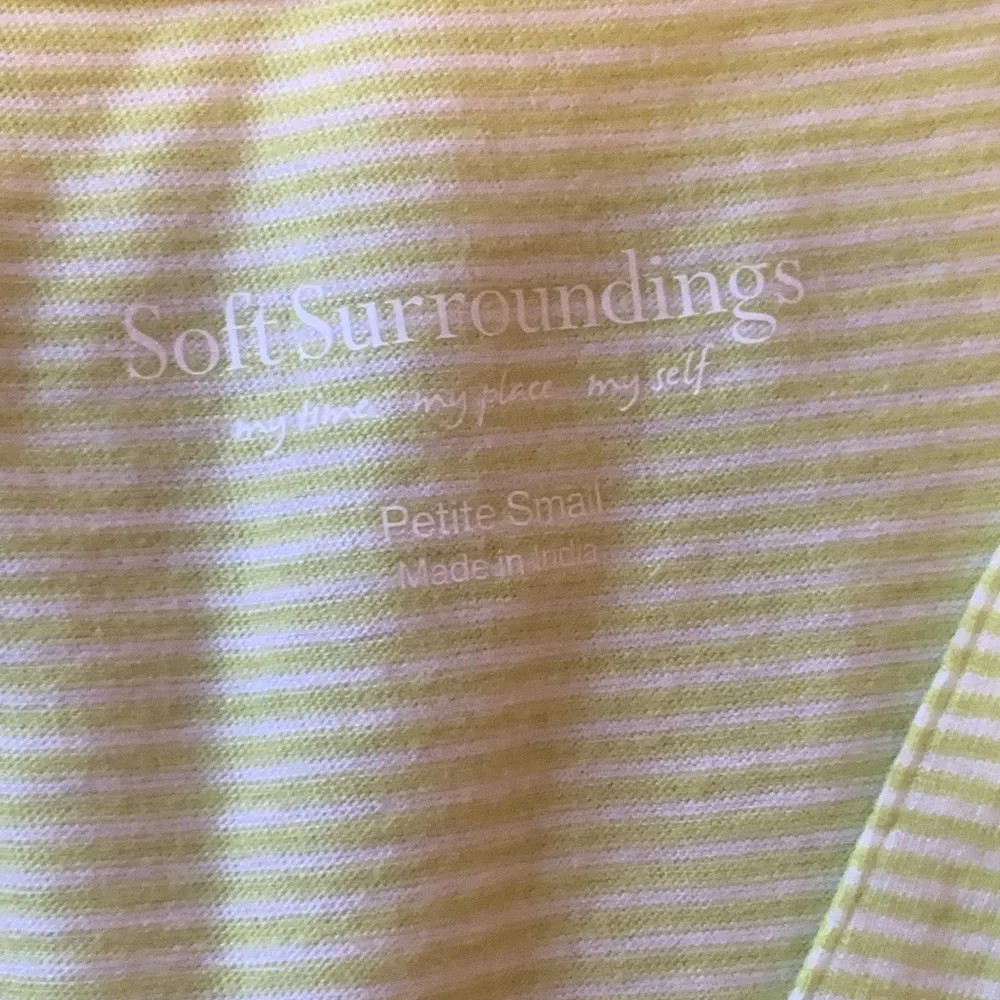 Soft Surroundings
my time my place my self
Petite Small
Made in India